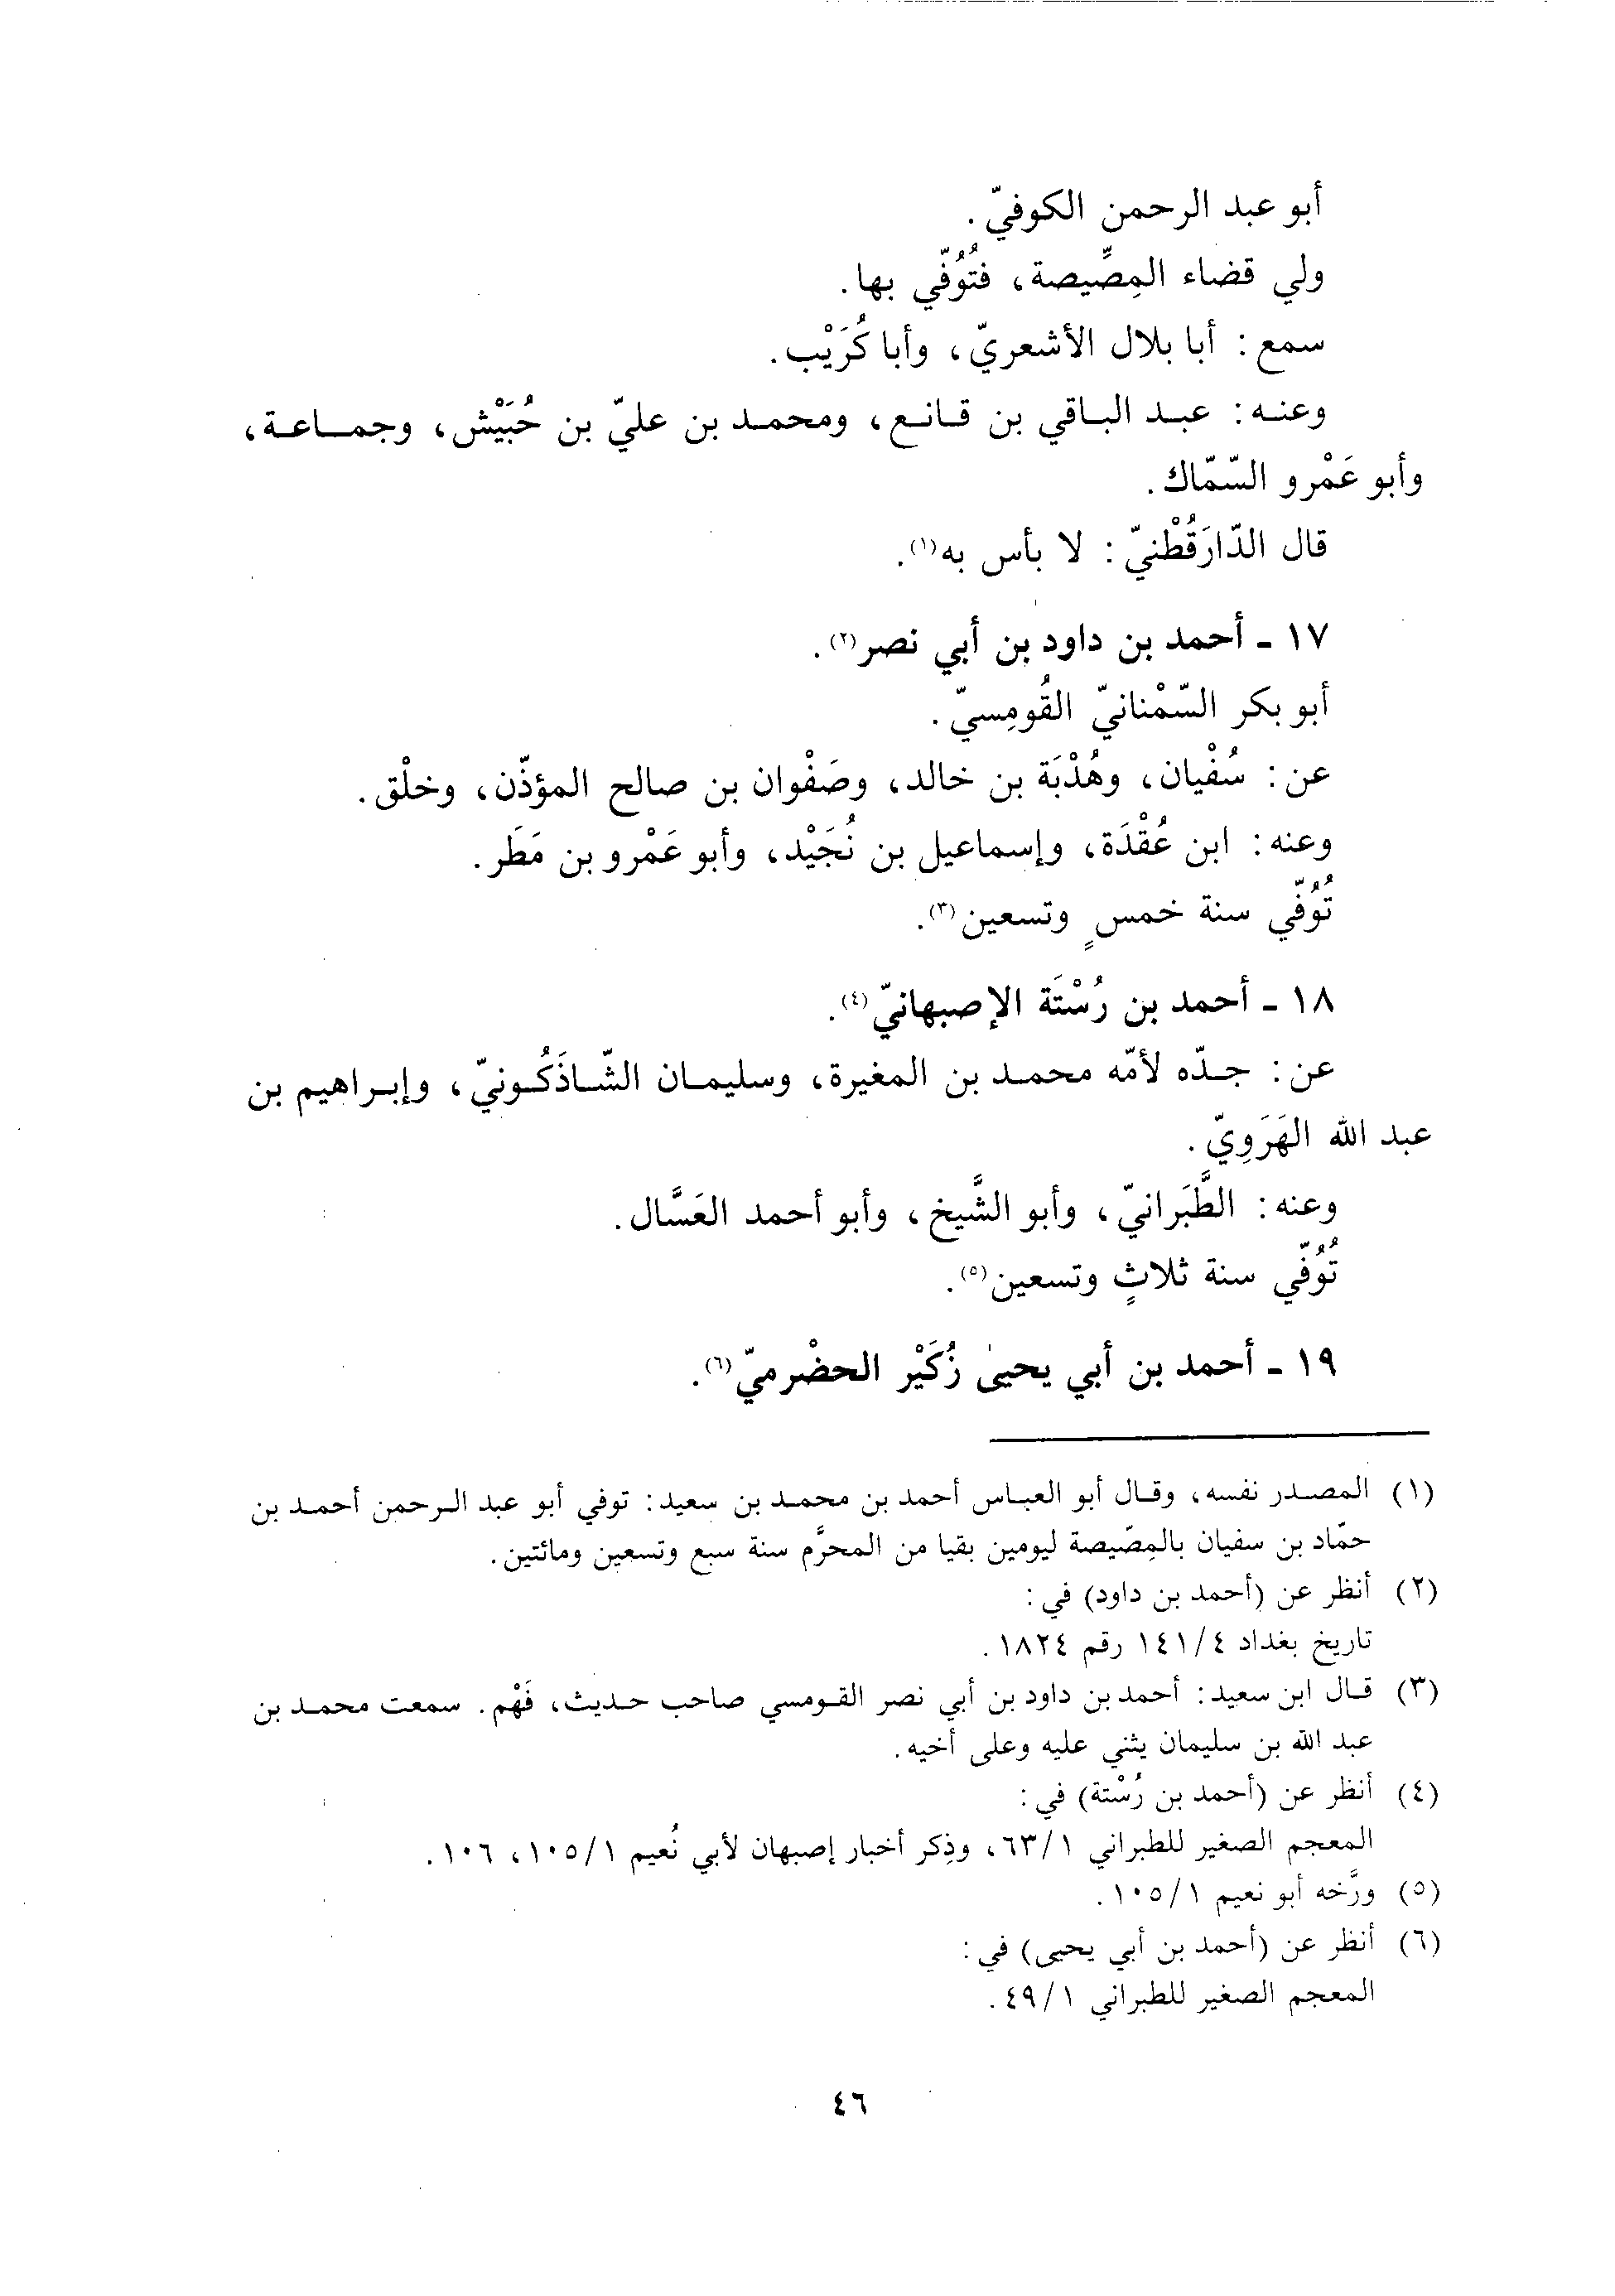 أبو عبد الرحمن الكوفيّ.
ولي قضاء المِصِّيصة، فتُوُفّي بها.
سمع: أبا بلال الأشعريّ، وأبا كُرَيْب.
وعنه: عبد الباقي بن قانع، ومحمد بن عليّ بن حُبَيْش، وجماعة،
وأبو عَمْرو السّمّاك.
قال الدّارَقُطْنيّ: لا بأس به(١).
١٧ ـ أحمد بن داود بن أبي نصر(٢).
أبو بكر السّمْنانيّ القُومِسيّ.
عن: سُفْيان، وهُدْبَة بن خالد، وصَفْوان بن صالح المؤذّن، وخلْق.
وعنه: ابن عُقْدَة، وإسماعيل بن نُجَيْد، وأبو عَمْرو بن مَطَر.
تُوُفّي سنة خمسٍ وتسعين(٣).
١٨ ـ أحمد بن رُسْتَة الإصبهانيّ(٤).
عن: جدّه لأمّه محمد بن المغيرة، وسليمان الشّاذَكُونيّ، وإبراهيم بن
عبد الله الهَرَوِيّ.
وعنه: الطَّبَرانيّ، وأبو الشَّيخ، وأبو أحمد العَسَّال.
تُوُفّي سنة ثلاثٍ وتسعين(٥).
١٩ ـ أحمد بن أبي يحيىٰ زُكَيْر الحضْرميّ(٦).
(١) المصدر نفسه، وقال أبو العباس أحمد بن محمد بن سعيد: توفي أبو عبد الرحمن أحمد بن
حمّاد بن سفيان بالمِصّيصة ليومين بقيا من المحرَّم سنة سبع وتسعين ومائتين.
(٢) أنظر عن (أحمد بن داود) في:
تاريخ بغداد ١٤١/٤ رقم ١٨٢٤.
(٣) قال ابن سعيد: أحمد بن داود بن أبي نصر القومسي صاحب حديث، فَهْم. سمعت محمد بن
عبد الله بن سليمان يثني عليه وعلى أخيه.
(٤) أنظر عن (أحمد بن رُسْتة) في:
المعجم الصغير للطبراني ٦٣/١، وذِكر أخبار إصبهان لأبي نُعيم ١٠٥/١، ١٠٦.
(٥) ورَّخه أبو نعيم ١٠٥/١.
(٦) أنظر عن (أحمد بن أبي يحيى) في:
المعجم الصغير للطبراني ٤٩/١.
٤٦